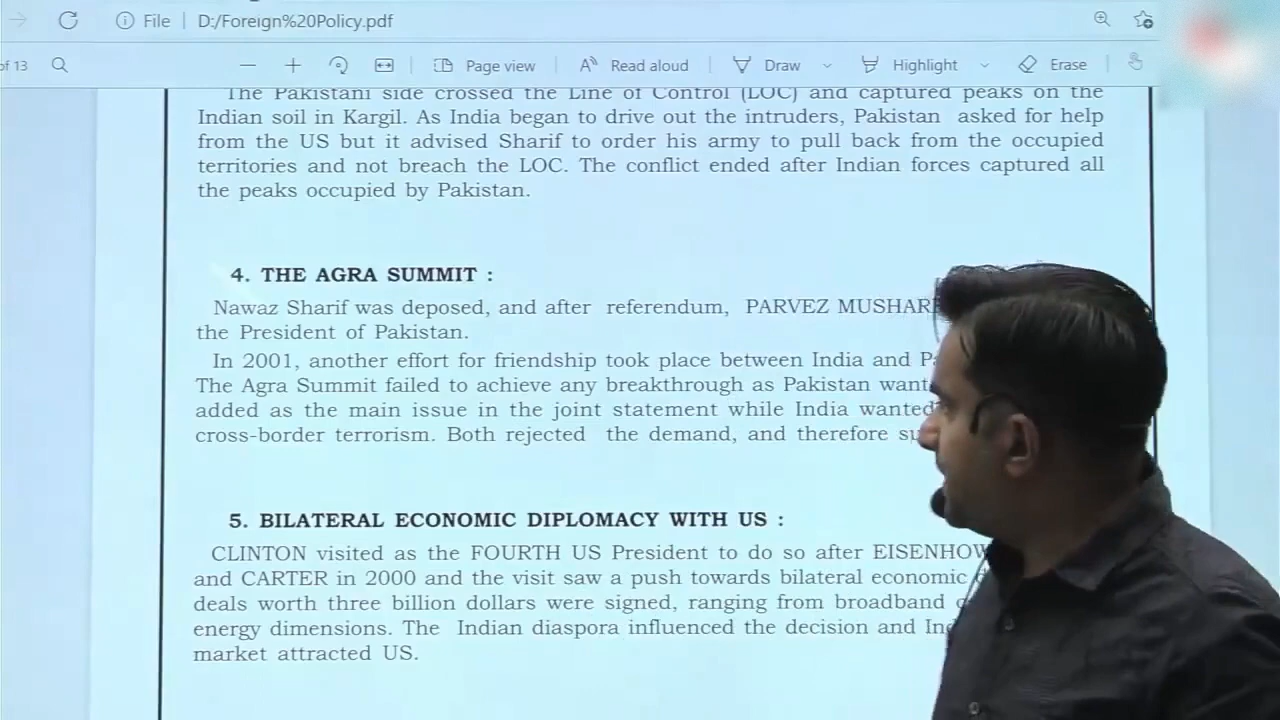 File | D:/Foreign%20Policy.pdf
of 13
Page view
Read aloud
Draw
Highlight
Erase
The Pakistani side crossed the Line of Control (LOC) and captured peaks on the
Indian soil in Kargil. As India began to drive out the intruders, Pakistan asked for help
from the US but it advised Sharif to order his army to pull back from the occupied
territories and not breach the LOC. The conflict ended after Indian forces captured all
the peaks occupied by Pakistan.
4. THE AGRA SUMMIT :
Nawaz Sharif was deposed, and after referendum, PARVEZ
the President of Pakistan.
In 2001, another effort for friendship took place between India and
The Agra Summit failed to achieve any breakthrough as Pakistan
added as the main issue in the joint statement while India wanted
cross-border terrorism. Both rejected the demand, and therefore
5. BILATERAL ECONOMIC DIPLOMACY WITH US :
CLINTON visited as the FOURTH US President to do so after
and CARTER in 2000 and the visit saw a push towards bilateral economic
deals worth three billion dollars were signed, ranging from broadband
energy dimensions. The Indian diaspora influenced the decision and
market attracted US.